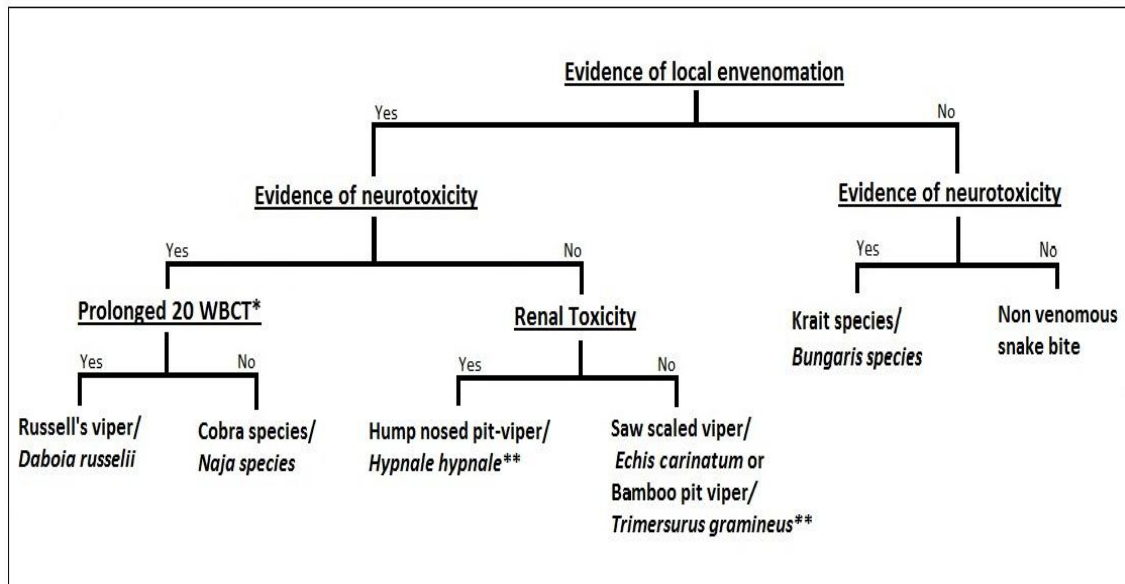 Evidence of local envenomation
Yes
No
Evidence of neurotoxicity
Evidence of neurotoxicity
Yes
No
Yes
No
Prolonged 20 WBCT*
Renal Toxicity
Krait species/
Bungaris species
Non venomous
snake bite
Yes
No
Yes
No
Russell's viper/
Daboia russelii
Cobra species/
Naja species
Hump nosed pit-viper/
Hypnale hypnale**
Saw scaled viper/
Echis carinatum or
Bamboo pit viper/
Trimersurus gramineus**